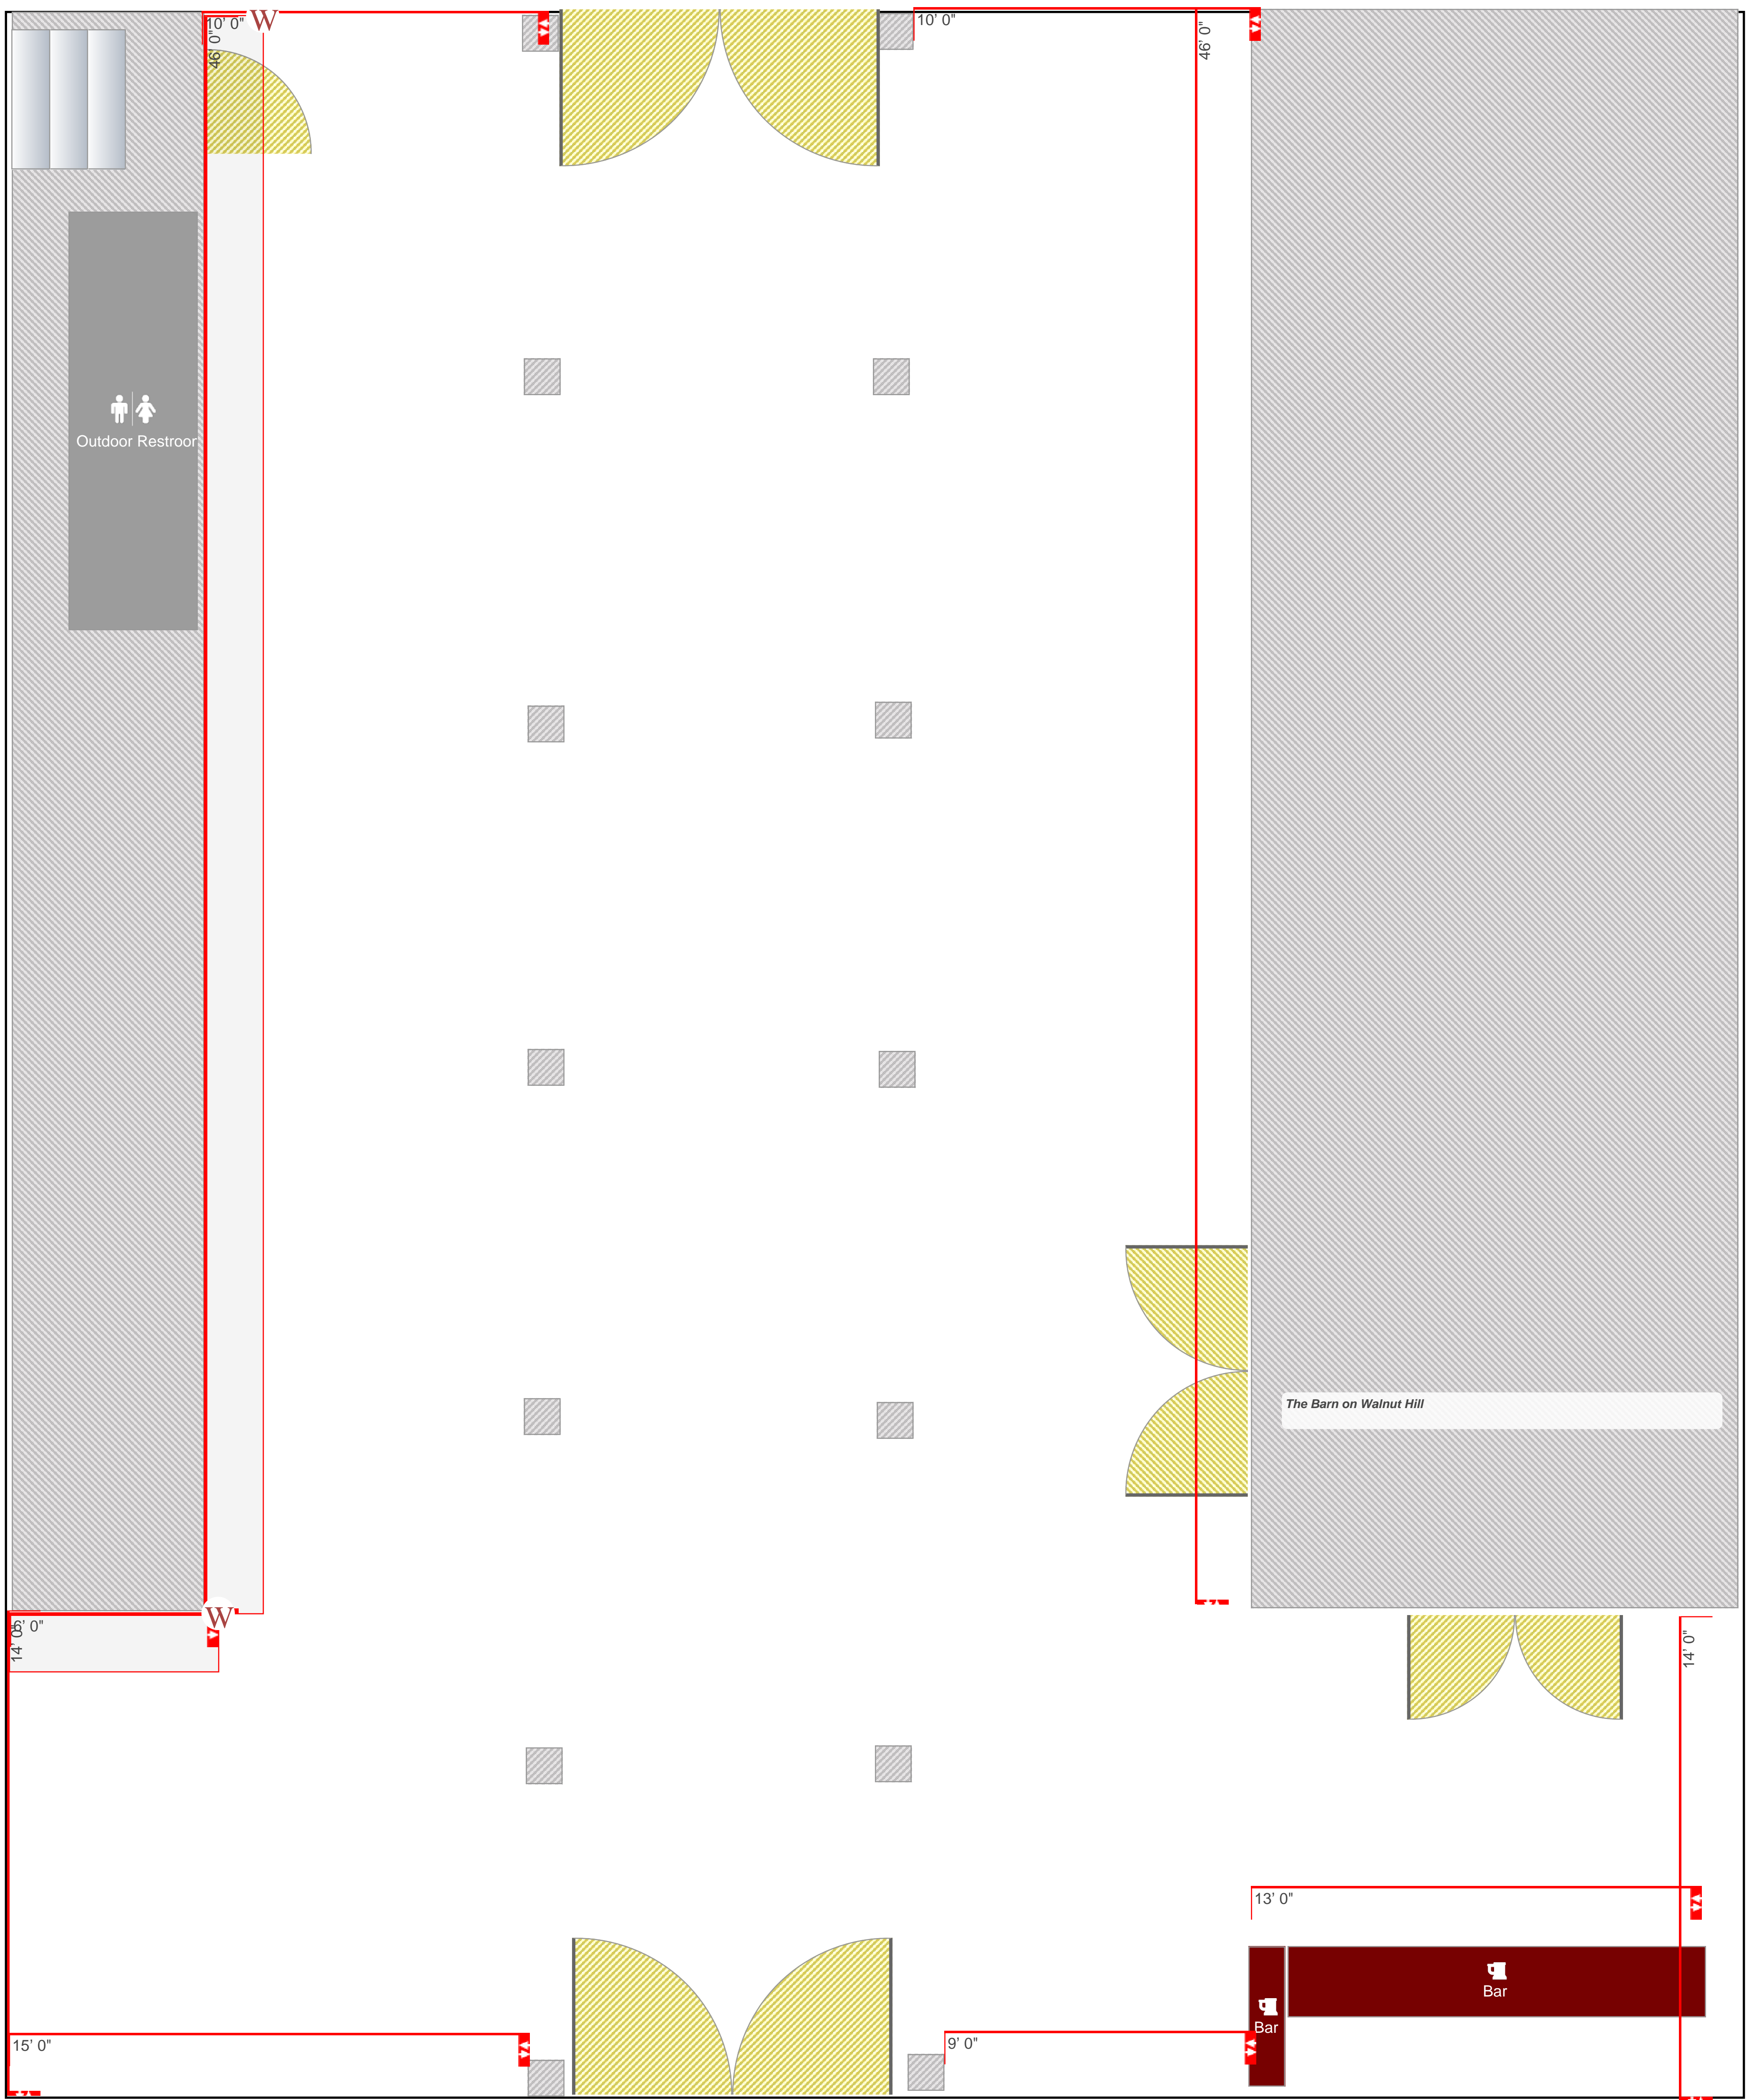 10' 0"
W
46' 0"
10' 0"
46' 0"
Outdoor Restroor
The Barn on Walnut Hill
W
6' 0"
14' 0"
14' 0"
13' 0"
Bar
Bar
15' 0"
9' 0"